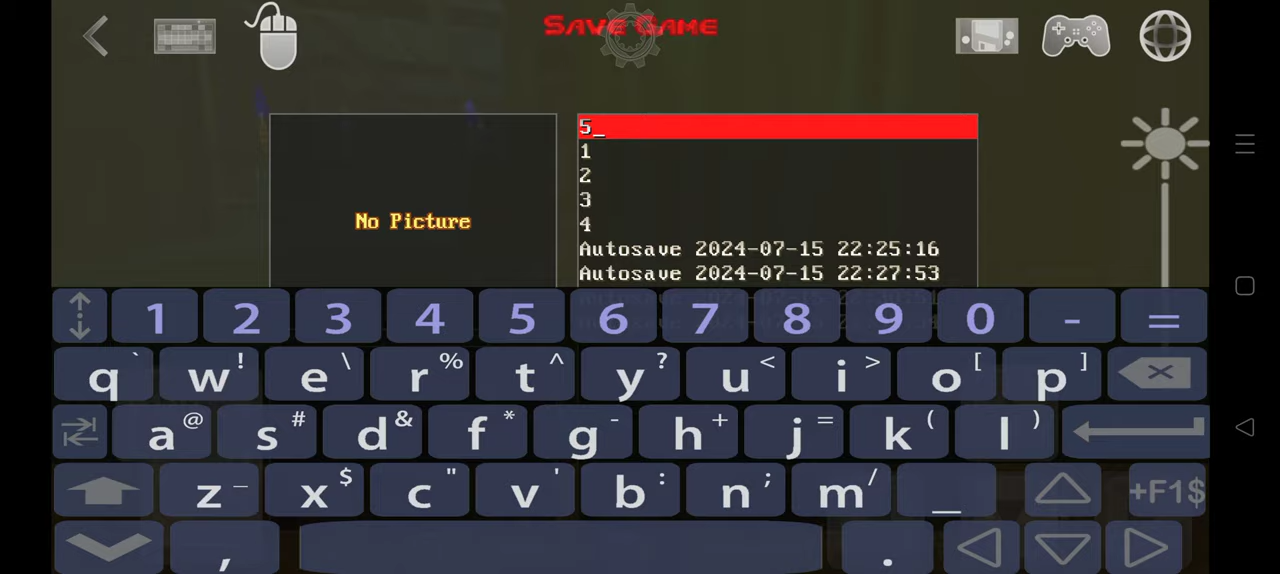 Save Game
5_
1
2
3
4
No Picture
Autosave 2024-07-15 22:25:16
Autosave 2024-07-15 22:27:53
1 2 3 4 5 6 7 8 9 0 - =
q ` w ! e \ r % t ^ y ? u < i > o [ p ]
a @ s # d & f * g - h + j = k ( l )
z _ x $ c " v ' b : n ; m / _ +F1$
, .